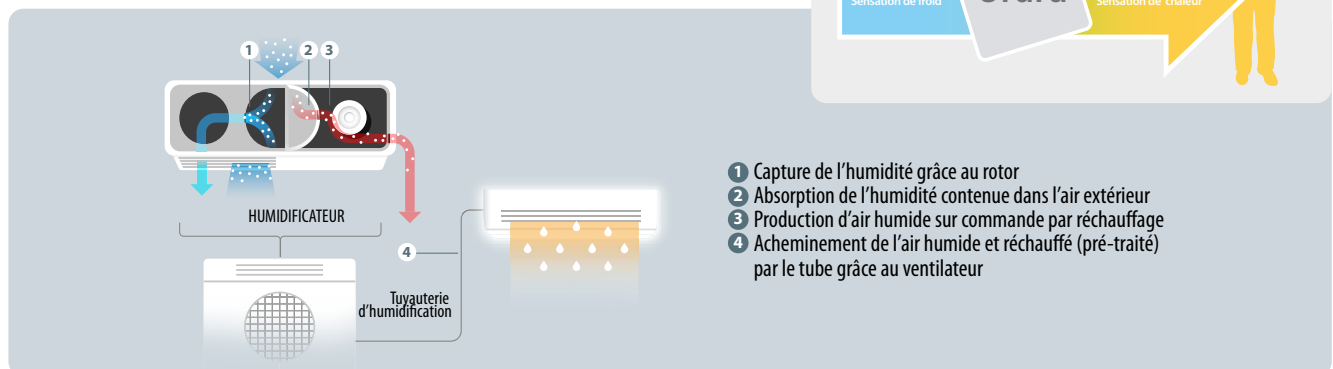 Sensation de froid
Sensation de chaleur
1 2 3
HUMIDIFICATEUR
4
Tuyauterie
d'humidification
1 Capture de l'humidité grâce au rotor
2 Absorption de l'humidité contenue dans l'air extérieur
3 Production d'air humide sur commande par réchauffage
4 Acheminement de l'air humide et réchauffé (pré-traité)
par le tube grâce au ventilateur